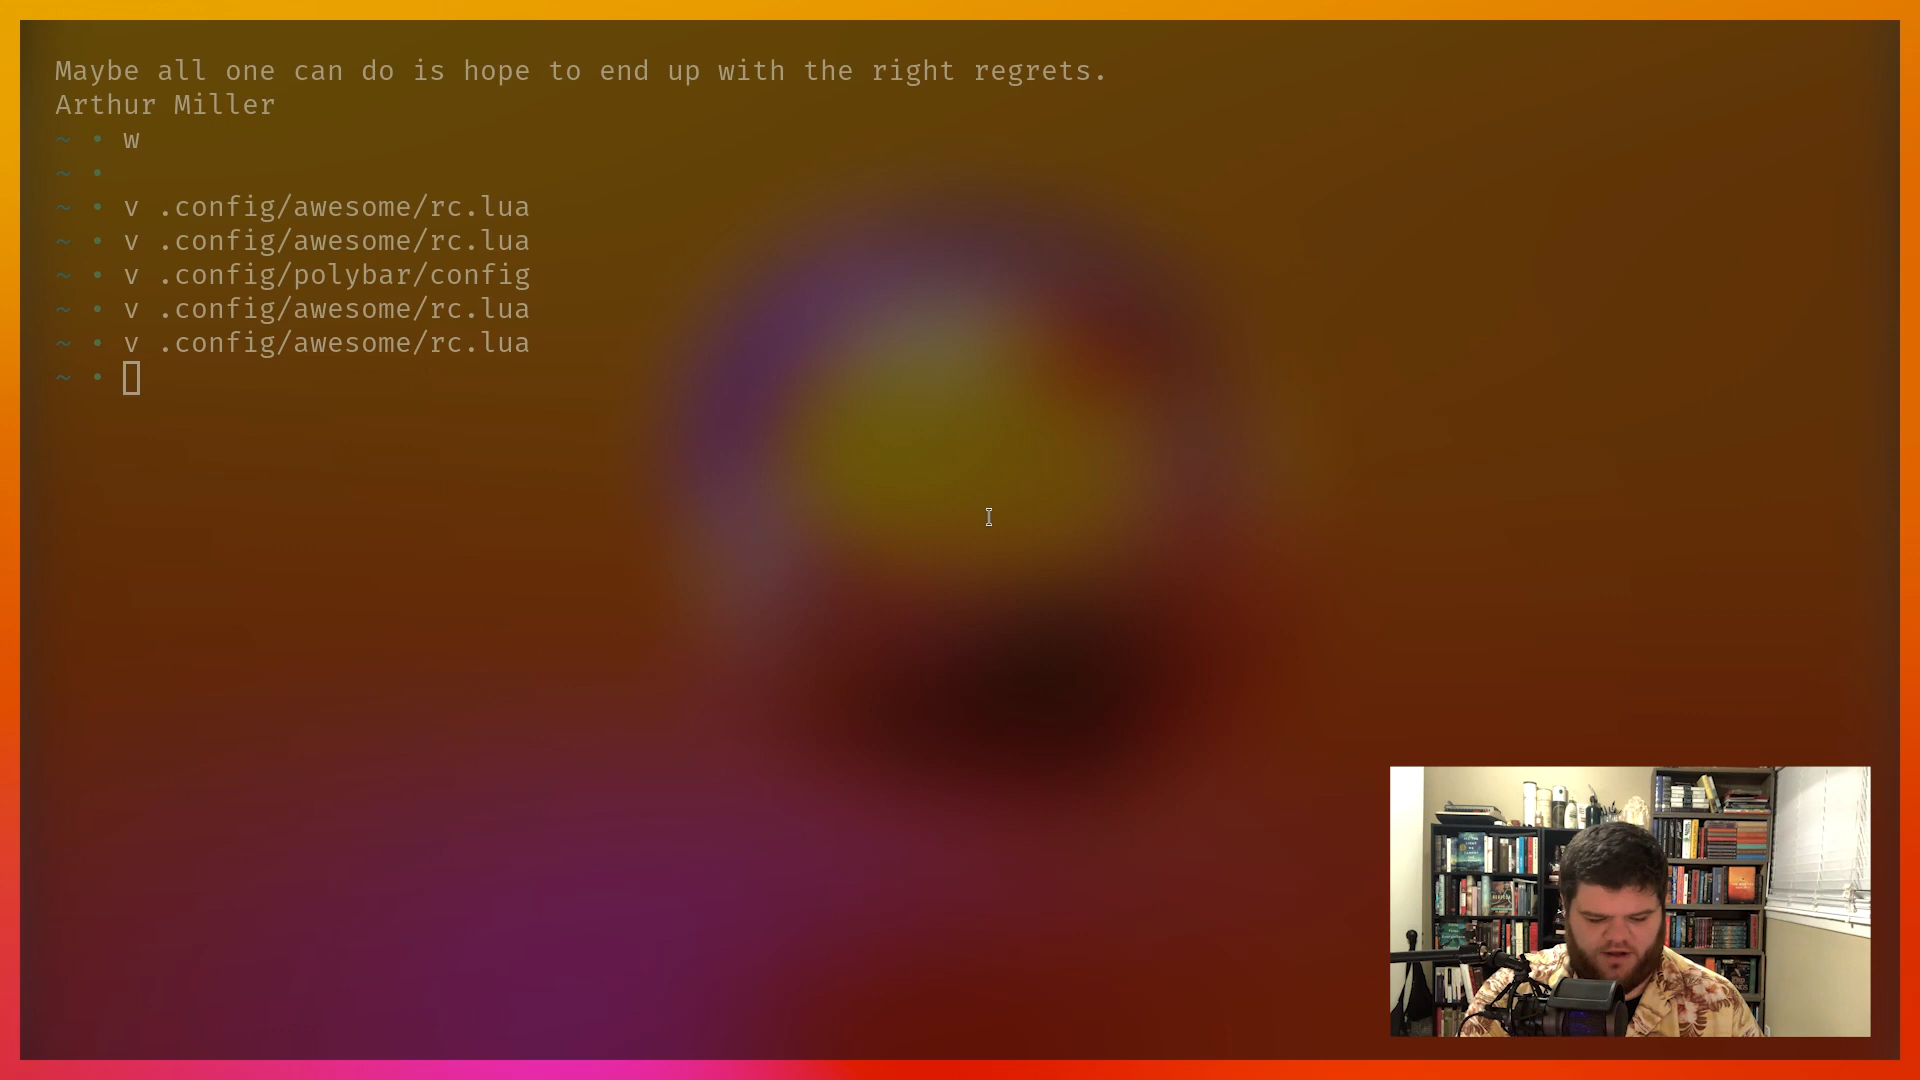 Maybe all one can do is hope to end up with the right regrets.
Arthur Miller
~ • w
~ •
~ • v .config/awesome/rc.lua
~ • v .config/awesome/rc.lua
~ • v .config/polybar/config
~ • v .config/awesome/rc.lua
~ • v .config/awesome/rc.lua
~ •